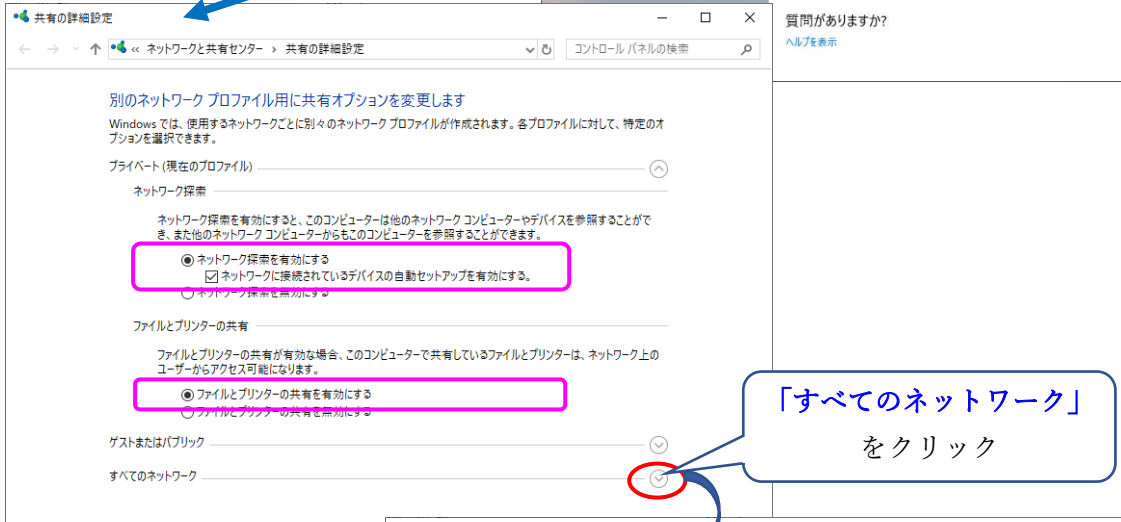 共有の詳細設定
« ネットワークと共有センター › 共有の詳細設定
コントロール パネルの検索
質問がありますか?
ヘルプを表示
別のネットワーク プロファイル用に共有オプションを変更します
Windows では、使用するネットワークごとに別々のネットワーク プロファイルが作成されます。各プロファイルに対して、特定のオ
プションを選択できます。
プライベート (現在のプロファイル)
ネットワーク探索
ネットワーク探索を有効にすると、このコンピューターは他のネットワーク コンピューターやデバイスを参照することがで
き、また他のネットワーク コンピューターからもこのコンピューターを参照することができます。
ネットワーク探索を有効にする
ネットワークに接続されているデバイスの自動セットアップを有効にする。
ネットワーク探索を無効にする
ファイルとプリンターの共有
ファイルとプリンターの共有が有効な場合、このコンピューターで共有しているファイルとプリンターは、ネットワーク上の
ユーザーからアクセス可能になります。
ファイルとプリンターの共有を有効にする
ファイルとプリンターの共有を無効にする
ゲストまたはパブリック
すべてのネットワーク
「すべてのネットワーク」
をクリック